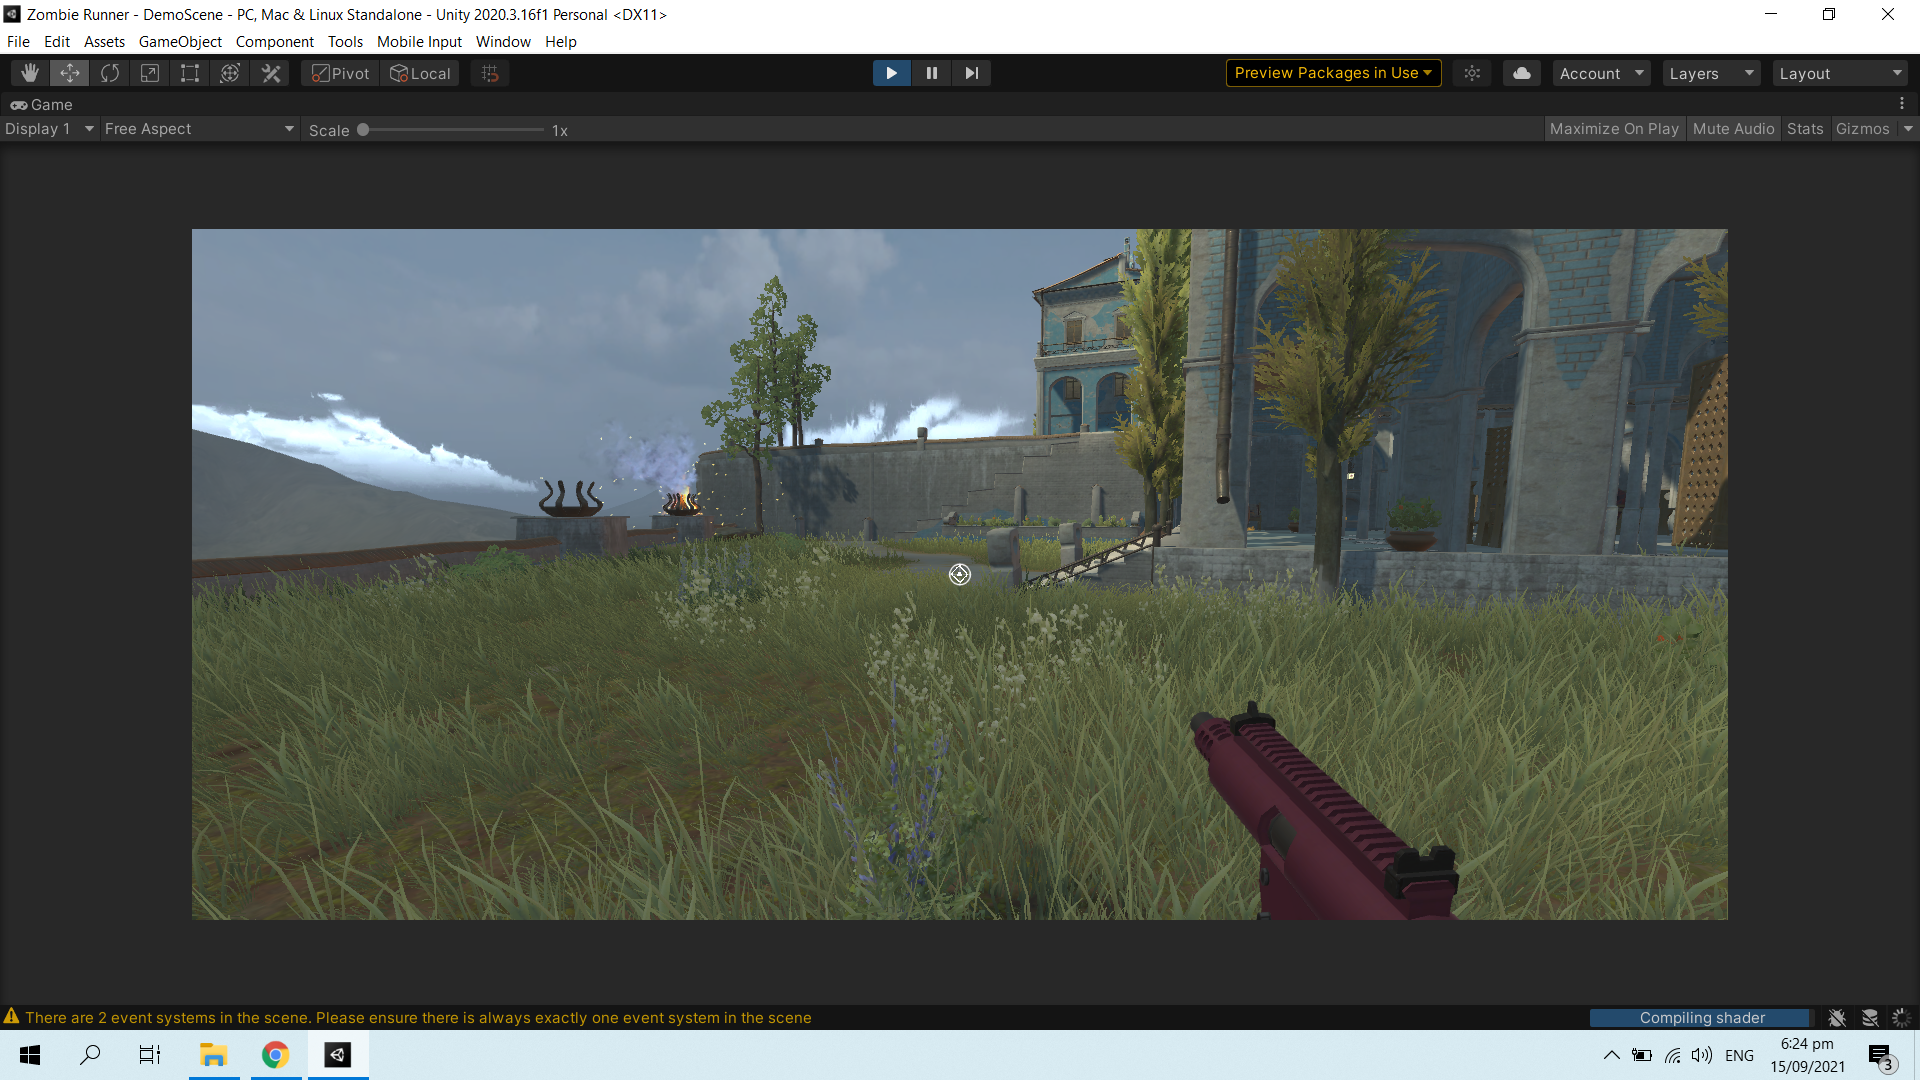 Zombie Runner - DemoScene - PC, Mac & Linux Standalone - Unity 2020.3.16f1 Personal <DX11>
File Edit Assets GameObject Component Tools Mobile Input Window Help
Pivot Local Preview Packages in Use Account Layers Layout
Game
Display 1 Free Aspect Scale 1x Maximize On Play Mute Audio Stats Gizmos
There are 2 event systems in the scene. Please ensure there is always exactly one event system in the scene
Compiling shader
ENG
6:24 pm
15/09/2021
3